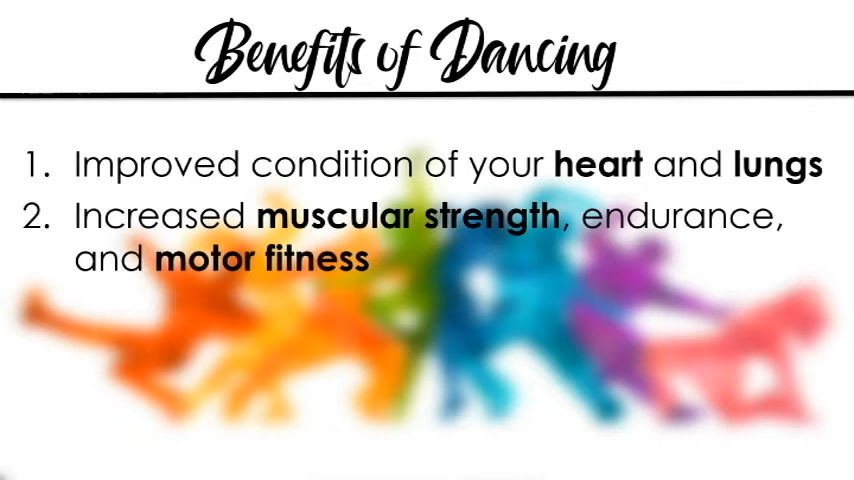 Benefits of Dancing
1. Improved condition of your heart and lungs
2. Increased muscular strength, endurance,
and motor fitness